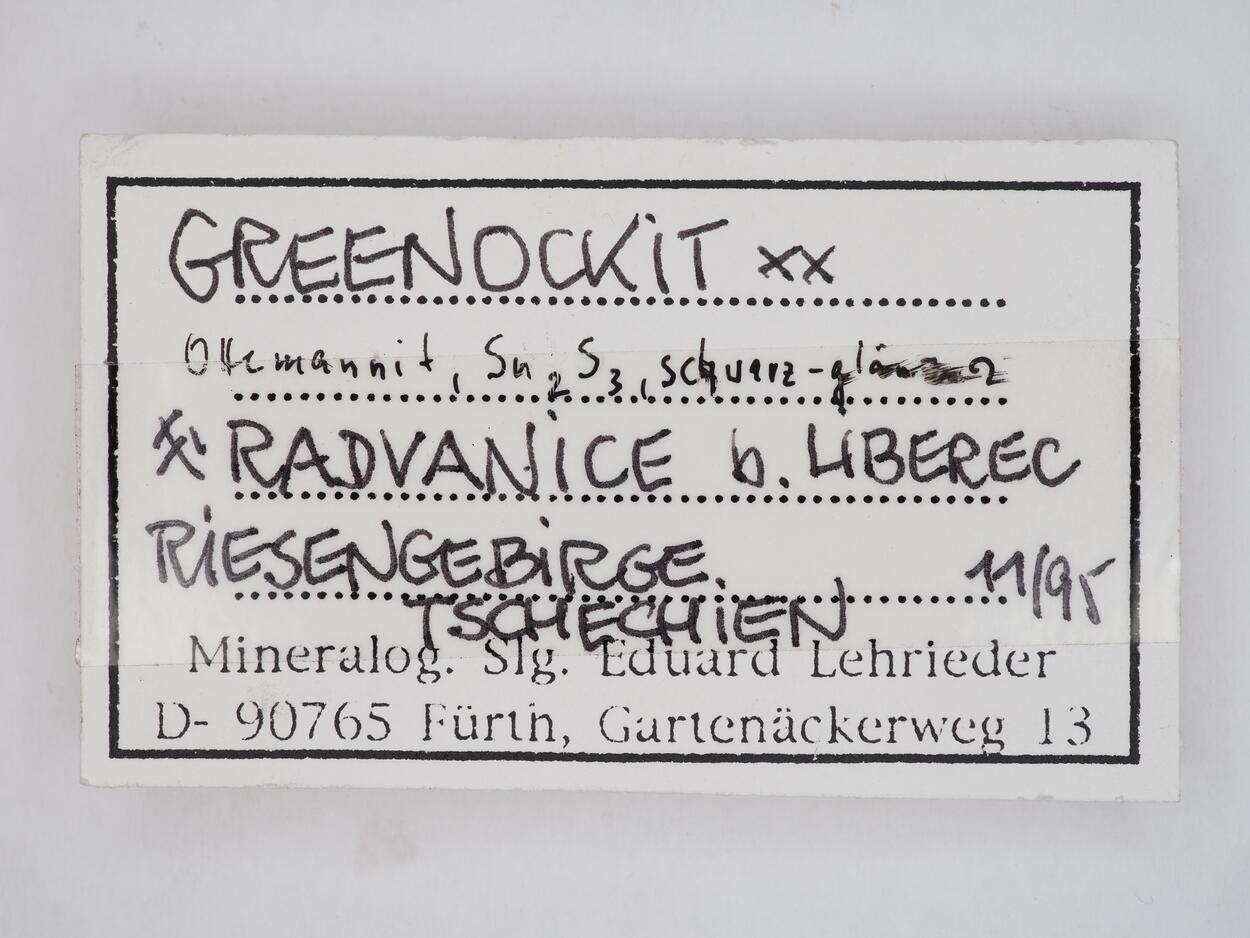 GREENOCKIT xx
Ottemannit, Sn2S3, schwarz-
⚒ RADVANICE b. LIBEREC
RIESENGEBIRGE. 11/95
TSCHECHIEN
Mineralog. Slg. Eduard Lehrieder
D- 90765 Fürth, Gartenäckerweg 13